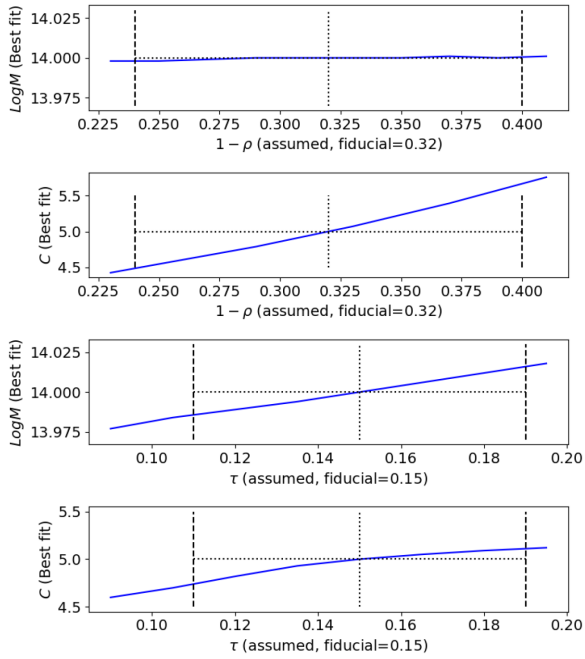 14.025
14.000
13.975
LogM (Best fit)
0.225 0.250 0.275 0.300 0.325 0.350 0.375 0.400
1 − ρ (assumed, fiducial=0.32)
5.5
5.0
4.5
C (Best fit)
0.225 0.250 0.275 0.300 0.325 0.350 0.375 0.400
1 − ρ (assumed, fiducial=0.32)
14.025
14.000
13.975
LogM (Best fit)
0.10 0.12 0.14 0.16 0.18 0.20
τ (assumed, fiducial=0.15)
5.5
5.0
4.5
C (Best fit)
0.10 0.12 0.14 0.16 0.18 0.20
τ (assumed, fiducial=0.15)